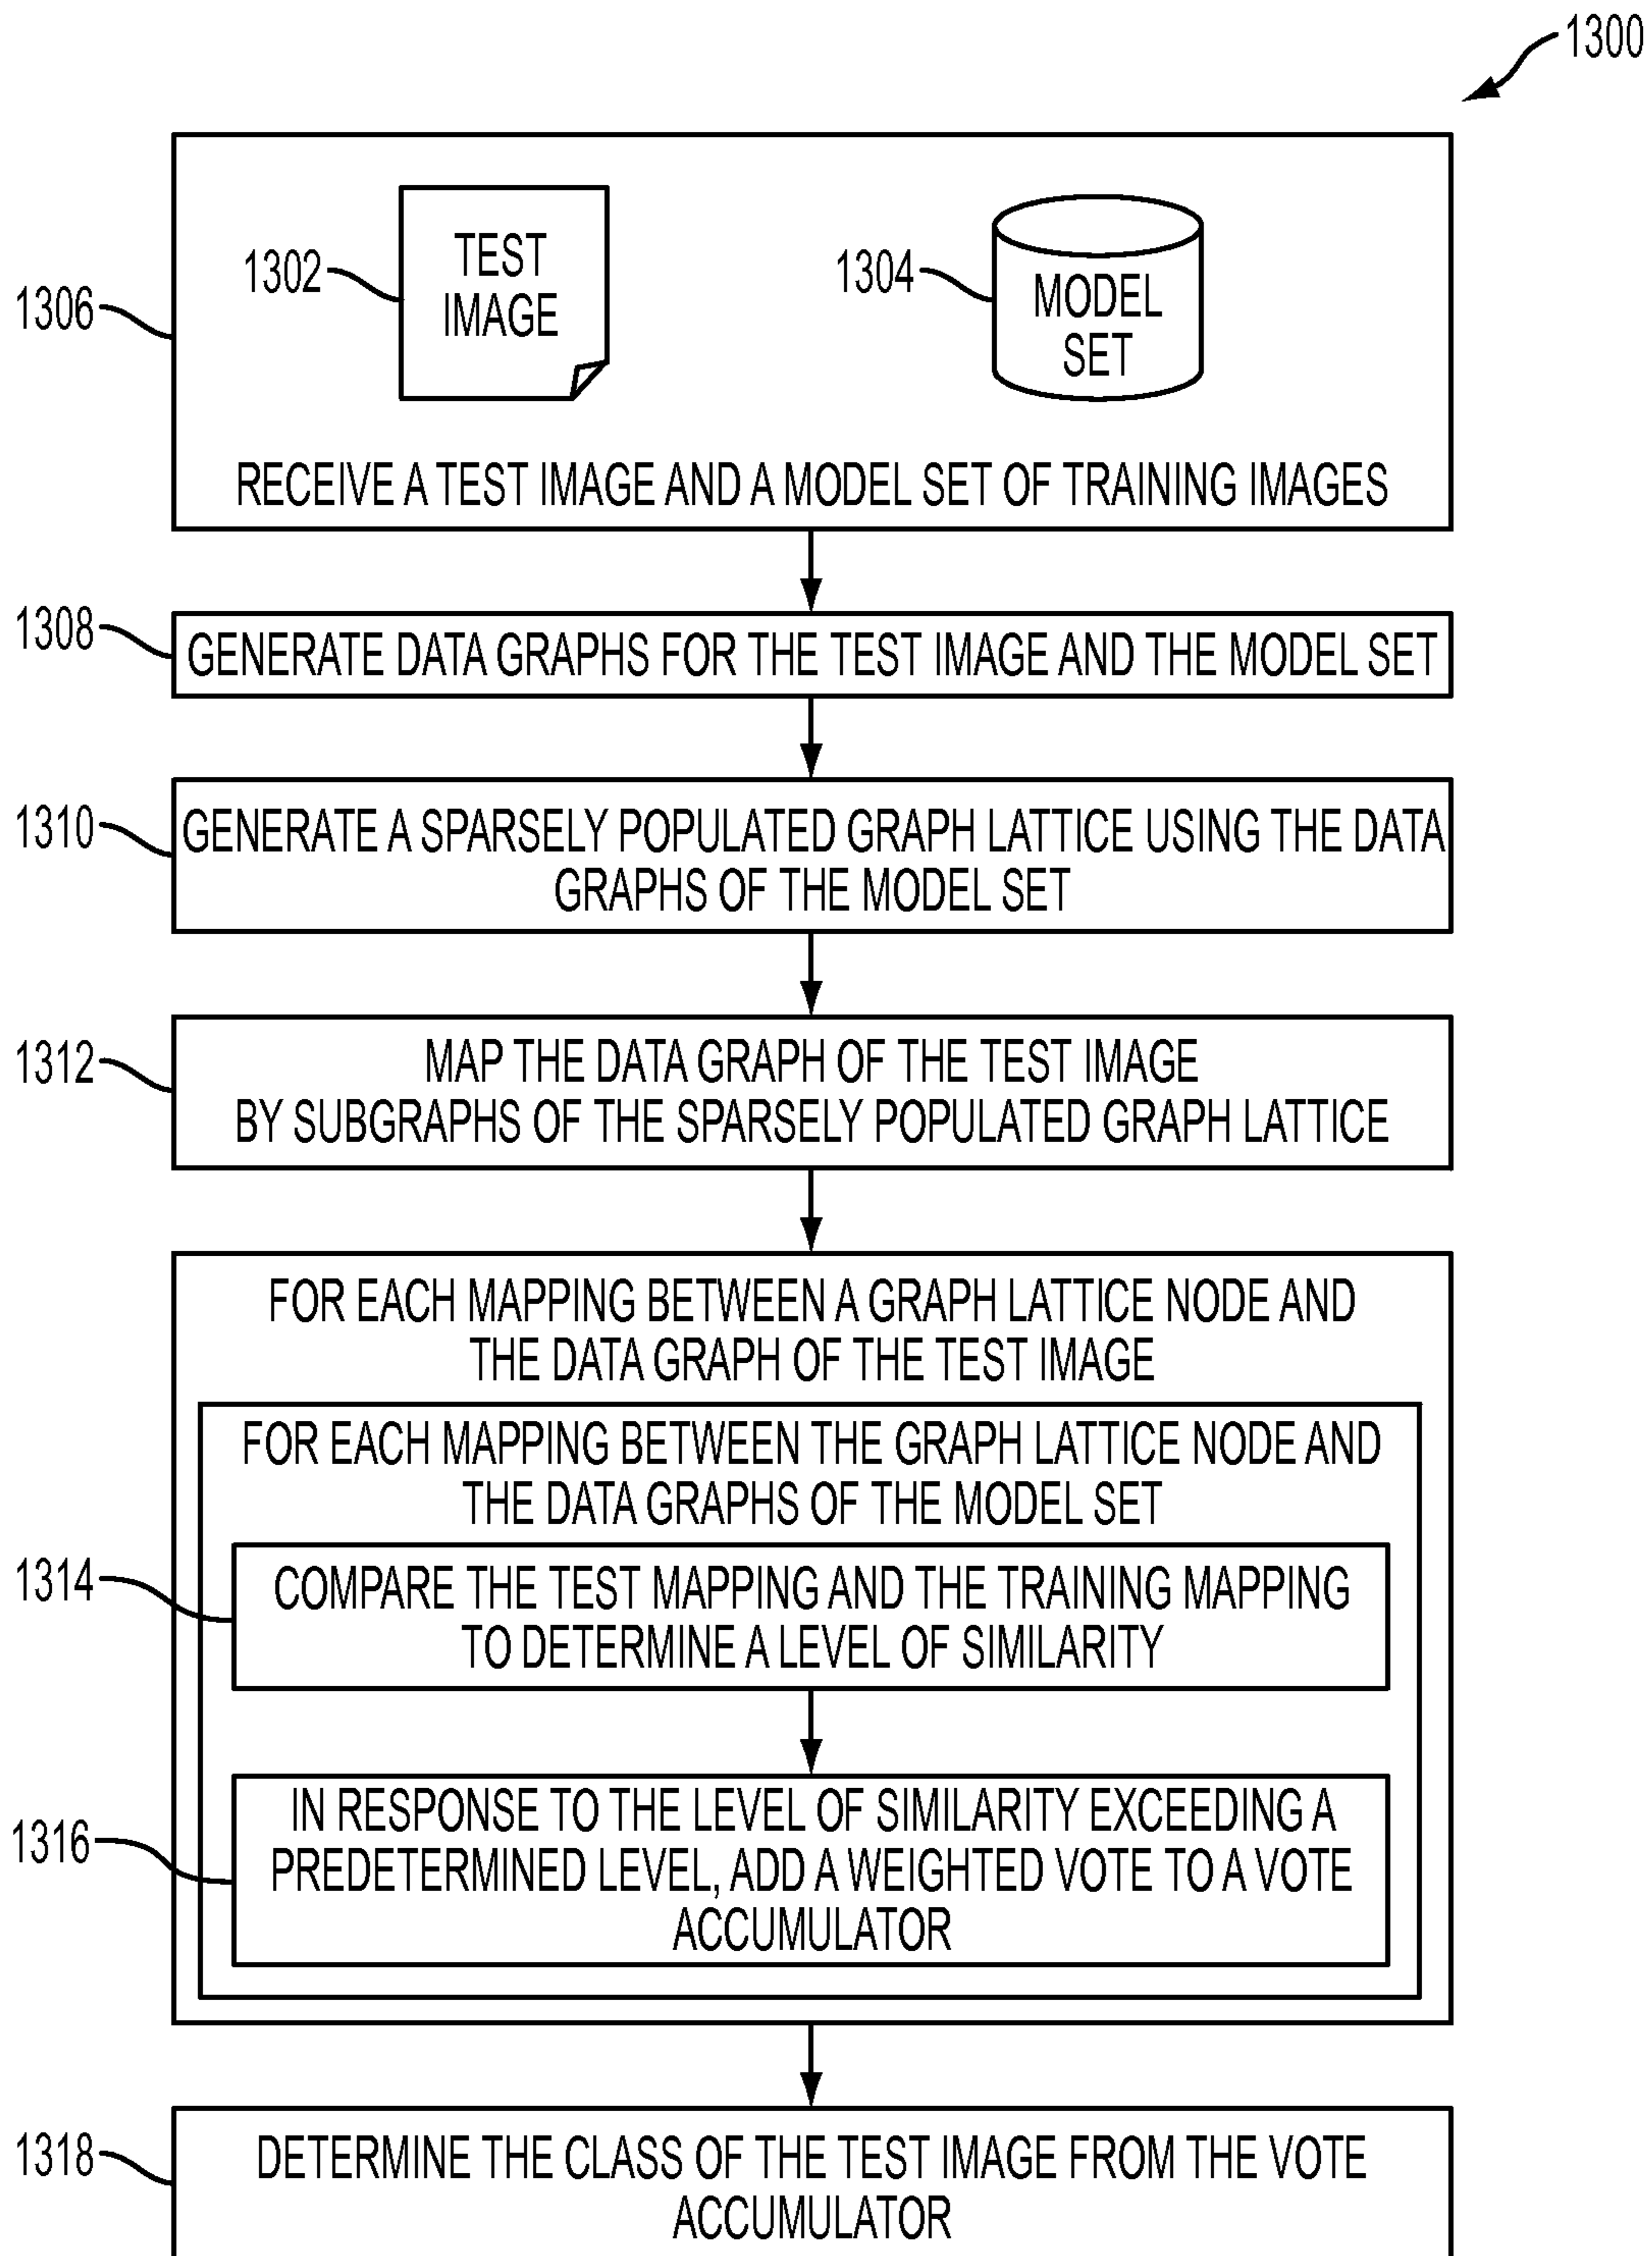 1300
1302
TEST
IMAGE
1304
MODEL
SET
1306
RECEIVE A TEST IMAGE AND A MODEL SET OF TRAINING IMAGES
1308
GENERATE DATA GRAPHS FOR THE TEST IMAGE AND THE MODEL SET
1310
GENERATE A SPARSELY POPULATED GRAPH LATTICE USING THE DATA
GRAPHS OF THE MODEL SET
1312
MAP THE DATA GRAPH OF THE TEST IMAGE
BY SUBGRAPHS OF THE SPARSELY POPULATED GRAPH LATTICE
FOR EACH MAPPING BETWEEN A GRAPH LATTICE NODE AND
THE DATA GRAPH OF THE TEST IMAGE
FOR EACH MAPPING BETWEEN THE GRAPH LATTICE NODE AND
THE DATA GRAPHS OF THE MODEL SET
1314
COMPARE THE TEST MAPPING AND THE TRAINING MAPPING
TO DETERMINE A LEVEL OF SIMILARITY
1316
IN RESPONSE TO THE LEVEL OF SIMILARITY EXCEEDING A
PREDETERMINED LEVEL, ADD A WEIGHTED VOTE TO A VOTE
ACCUMULATOR
1318
DETERMINE THE CLASS OF THE TEST IMAGE FROM THE VOTE
ACCUMULATOR